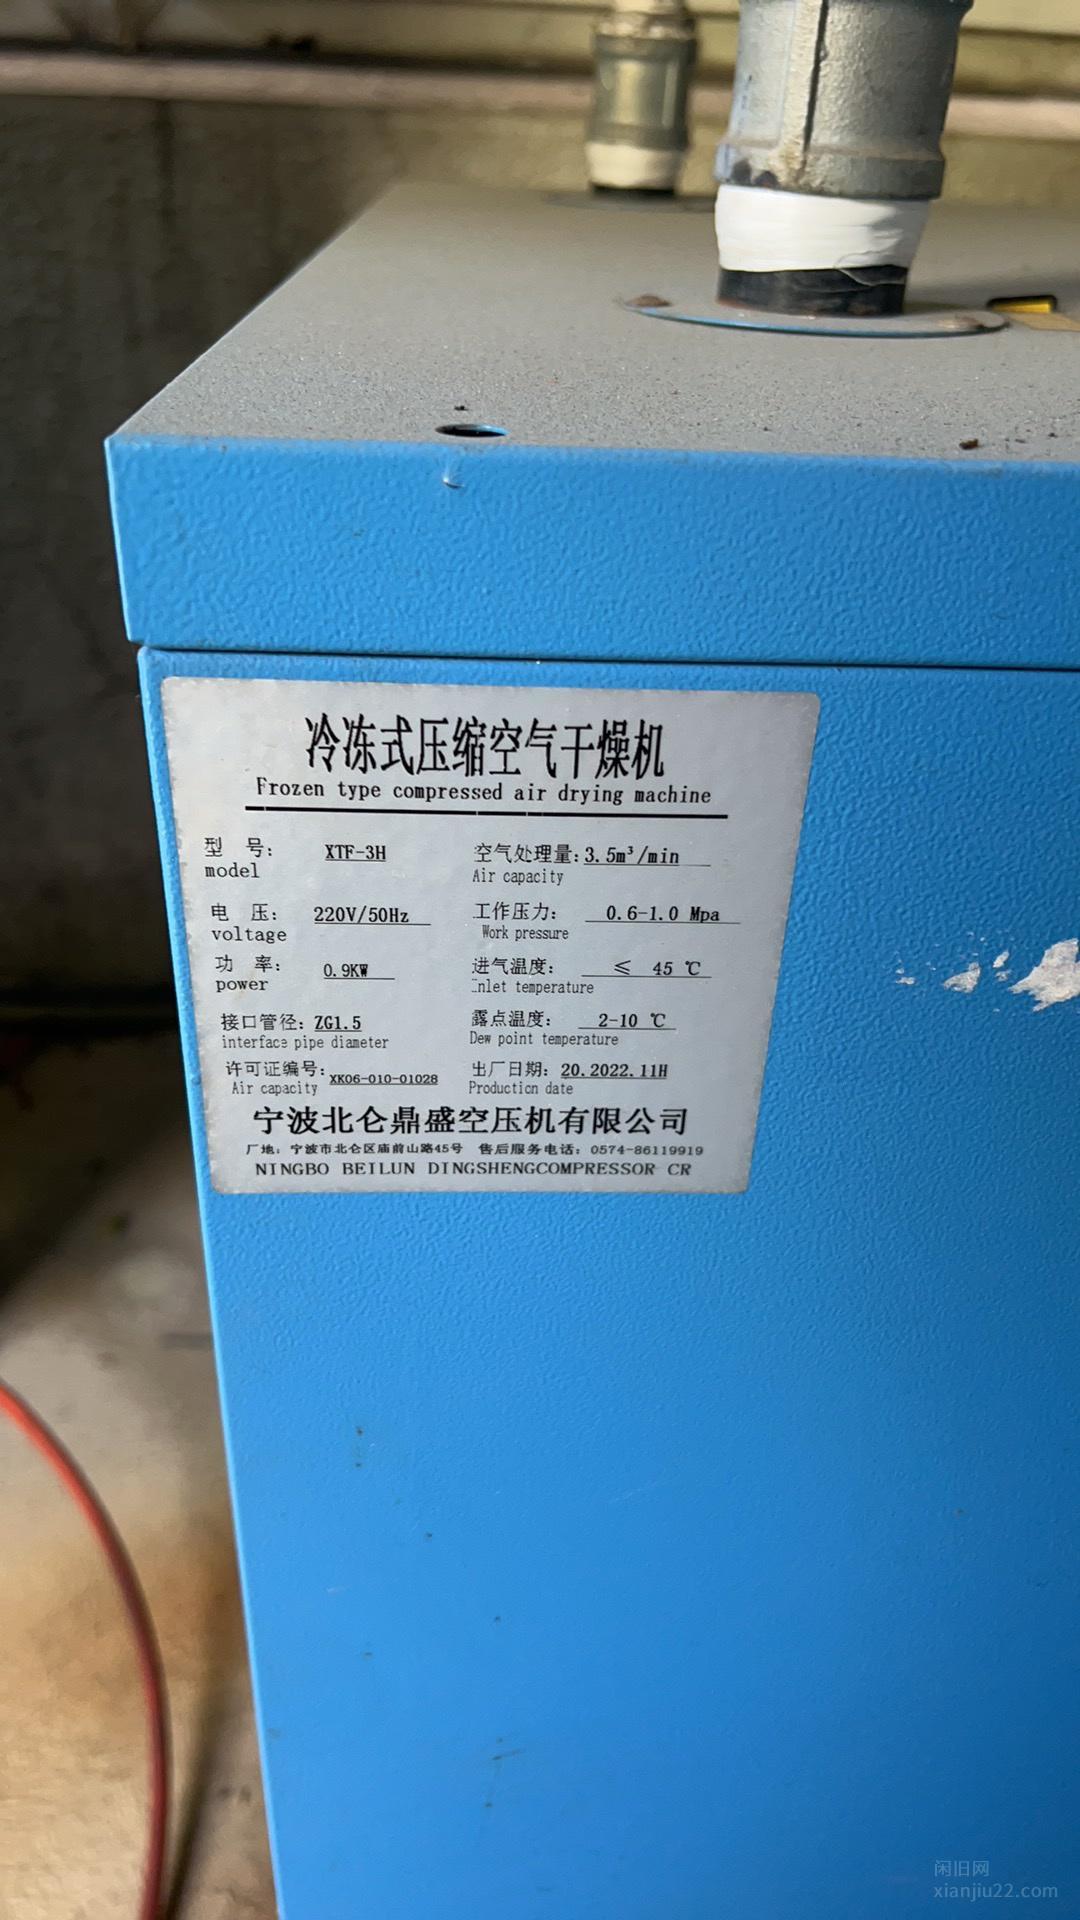 冷冻式压缩空气干燥机
Frozen type compressed air drying machine
型 号: XTF-3H 空气处理量: 3.5m³/min
model Air capacity
电 压: 220V/50Hz 工作压力: 0.6-1.0 Mpa
voltage Work pressure
功 率: 0.9KW 进气温度: ≤ 45 ℃
power Inlet temperature
接口管径: ZG1.5 露点温度: 2-10 ℃
interface pipe diameter Dew point temperature
许可证编号: XK06-010-01028 出厂日期: 20.2022.11H
Air capacity Production date
宁波北仑鼎盛空压机有限公司
厂地: 宁波市北仑区庙前山路45号 售后服务电话: 0574-86119919
NINGBO BEILUN DINGSHENGCOMPRESSOR CR
闲旧网
xianjiu22.com